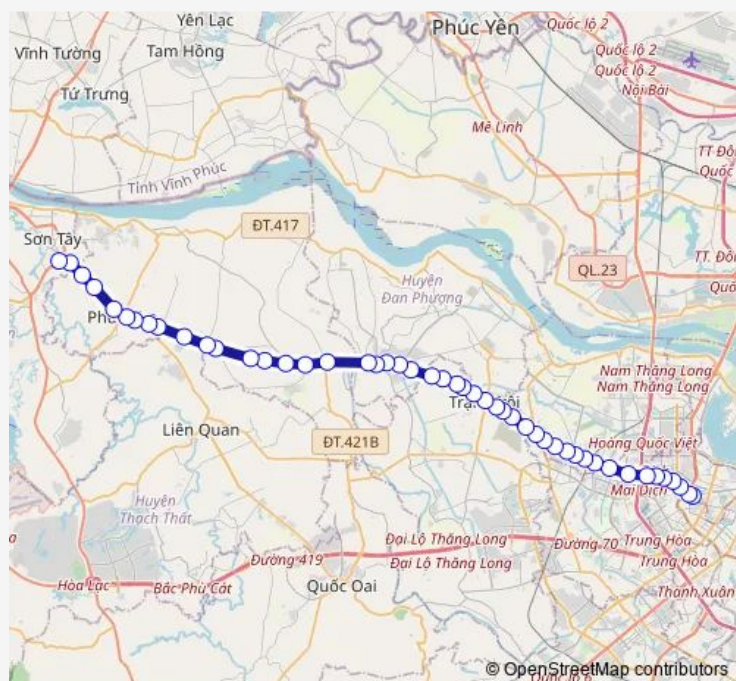 Yên Lạc
Phúc Yên
Quốc lộ 2
Vĩnh Tường
Tam Hồng
Quốc lộ 2
Quốc lộ 2
Nội Bài
Tứ Trưng
Mê Linh
TT Đô
Quốc
Tỉnh Vĩnh Phúc
ĐT.417
Sơn Tây
QL.23
TT. Đô
Quố
Huyện
Đan Phượng
Phú
Nam Thăng Long
Nam Thăng Long
Liên Quan
ĐT.421B
Hoàng Quốc Việt
Mai Dịch
Huyện
Thạch Thất
Đại Lộ Thăng Long
Đường 70
Trung Hòa
Đường 419
Đại Lộ Thăng Long
Trung Hòa
Hòa Lạc
Bắc Phú Cát
Quốc Oai
Thanh Xuân
© OpenStreetMap contributors